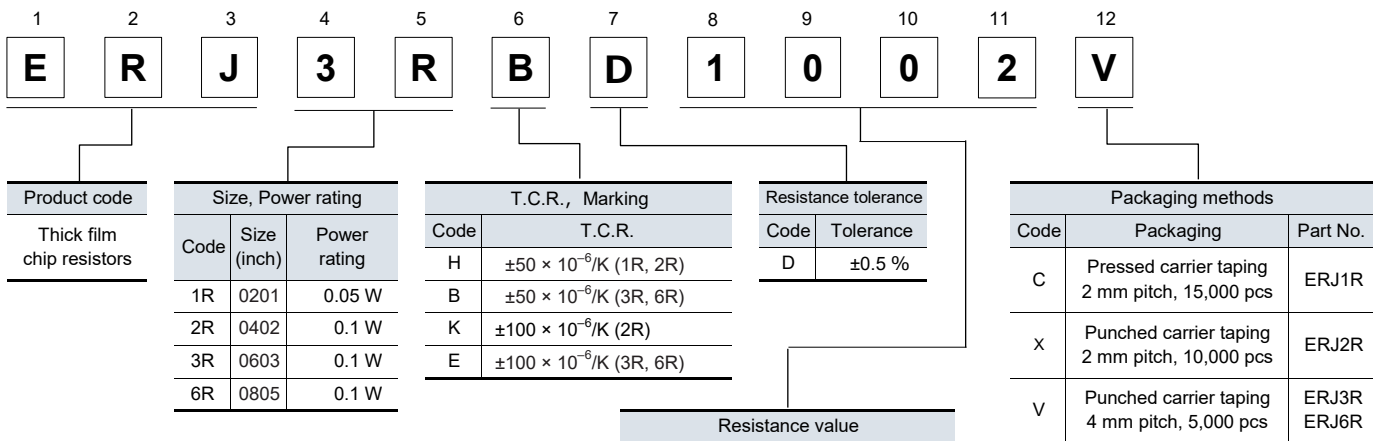 1 2 3 4 5 6 7 8 9 10 11 12
E R J 3 R B D 1 0 0 2 V
Product code
Thick film
chip resistors
Size, Power rating
Code Size (inch) Power rating
1R 0201 0.05 W
2R 0402 0.1 W
3R 0603 0.1 W
6R 0805 0.1 W
T.C.R., Marking
Code T.C.R.
H ±50 × 10⁻⁶/K (1R, 2R)
B ±50 × 10⁻⁶/K (3R, 6R)
K ±100 × 10⁻⁶/K (2R)
E ±100 × 10⁻⁶/K (3R, 6R)
Resistance tolerance
Code Tolerance
D ±0.5 %
Resistance value
Packaging methods
Code Packaging Part No.
C Pressed carrier taping 2 mm pitch, 15,000 pcs ERJ1R
X Punched carrier taping 2 mm pitch, 10,000 pcs ERJ2R
V Punched carrier taping 4 mm pitch, 5,000 pcs ERJ3R ERJ6R